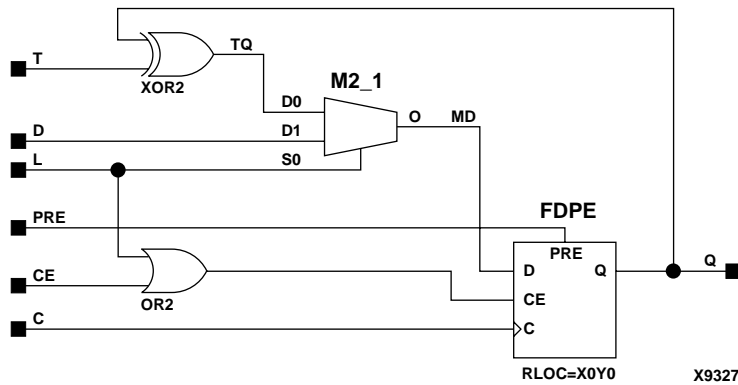 T
TQ
XOR2
M2_1
D0
O
MD
D
D1
L
S0
PRE
FDPE
PRE
CE
OR2
D
Q
Q
CE
C
C
RLOC=X0Y0
X9327